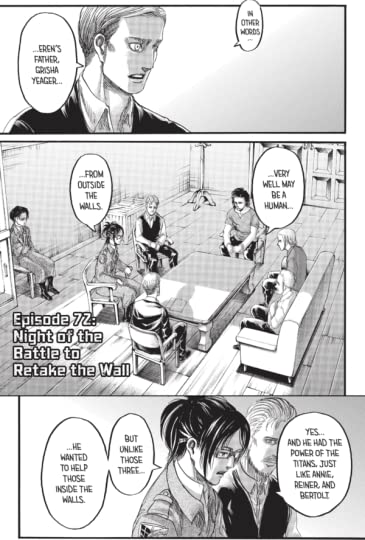 IN
OTHER
WORDS
...
...EREN'S
FATHER,
GRISHA
YEAGER...
...VERY
WELL MAY
BE A
HUMAN...
...FROM
OUTSIDE
THE
WALLS.
Episode 72:
Night of the
Battle to
Retake the Wall
YES...
AND HE HAD THE
POWER OF THE
TITANS, JUST
LIKE ANNIE,
REINER, AND
BERTOLT.
BUT
UNLIKE
THOSE
THREE...
...HE
WANTED
TO HELP
THOSE
INSIDE THE
WALLS.